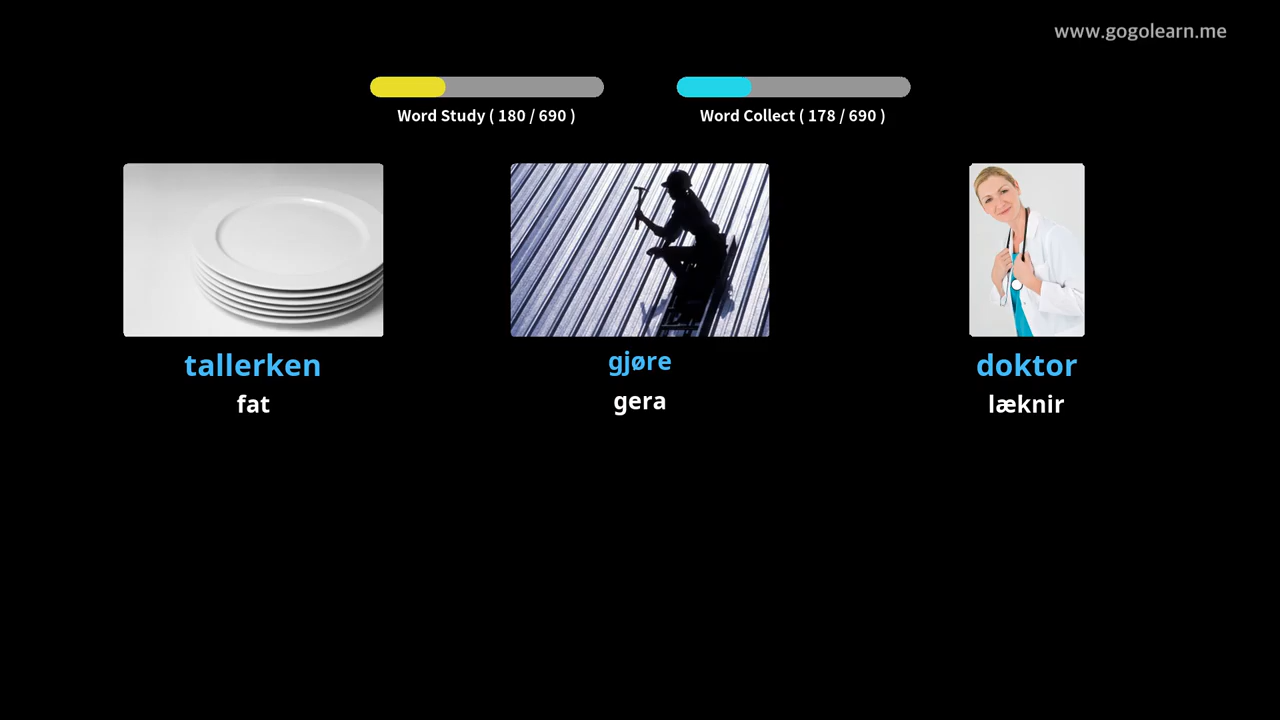 www.gogolearn.me
Word Study ( 180 / 690 )
Word Collect ( 178 / 690 )
tallerken
fat
gjøre
gera
doktor
læknir